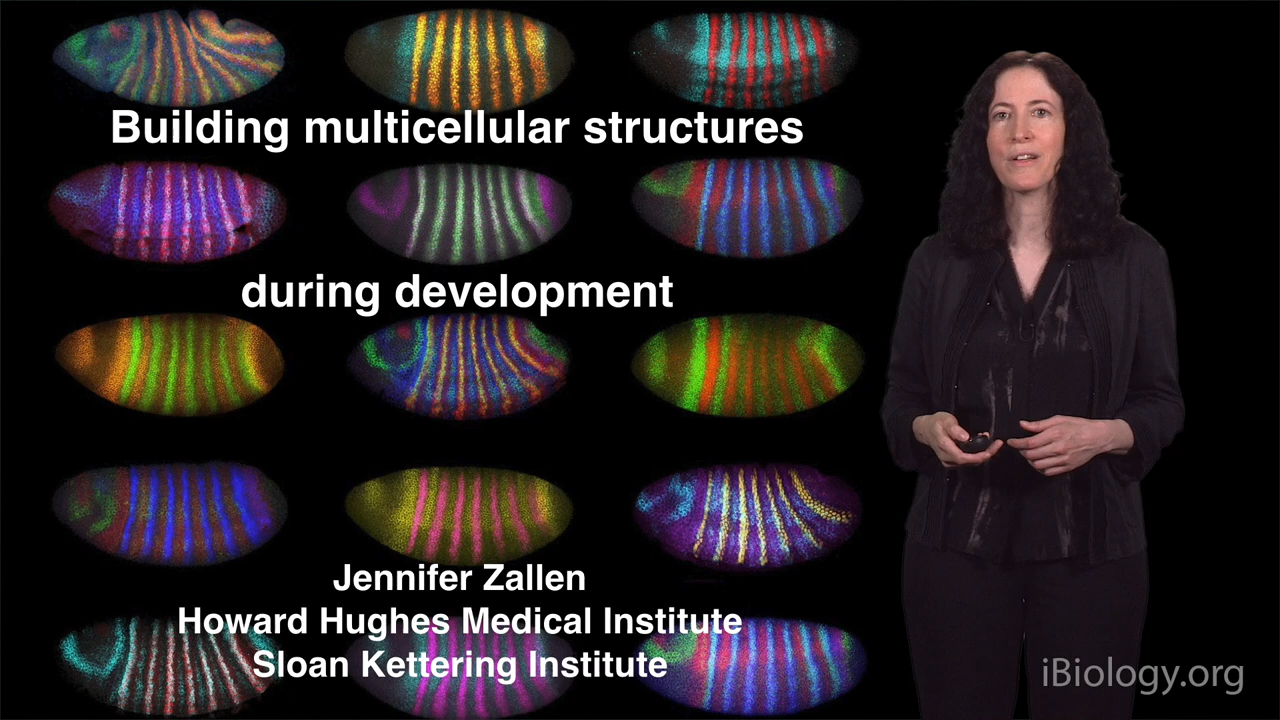 Building multicellular structures
during development
Jennifer Zallen
Howard Hughes Medical Institute
Sloan Kettering Institute
iBiology.org